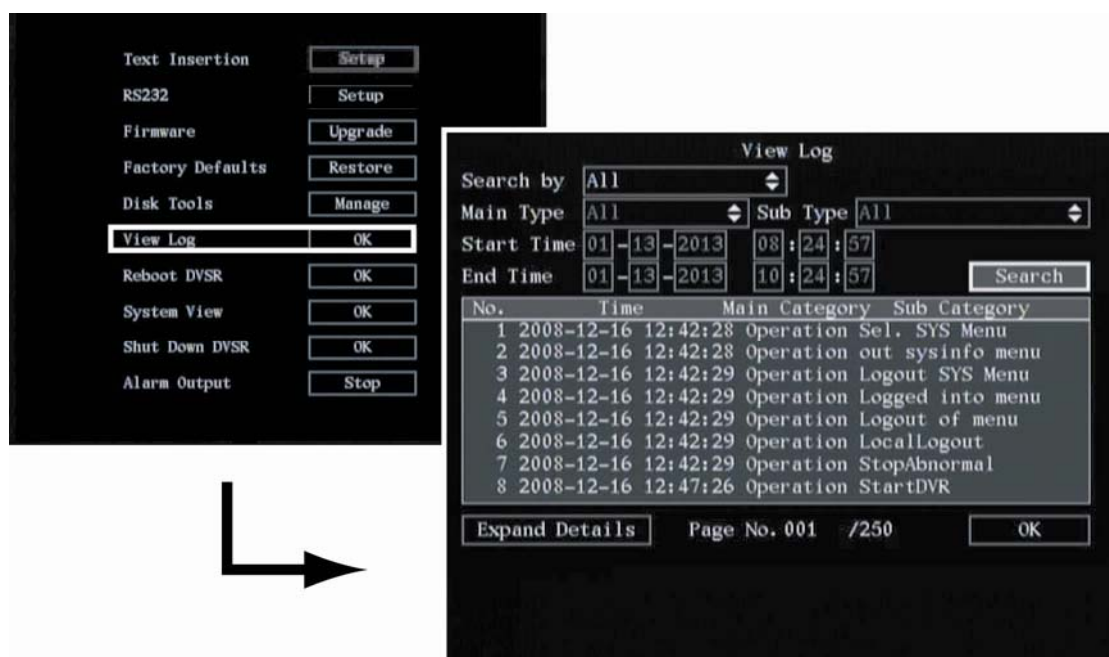 Text Insertion Setup
RS232 Setup
Firmware Upgrade
Factory Defaults Restore
Disk Tools Manage
View Log OK
Reboot DVSR OK
System View OK
Shut Down DVSR OK
Alarm Output Stop
View Log
Search by All
Main Type All Sub Type All
Start Time 01-13-2013 08:24:57
End Time 01-13-2013 10:24:57 Search
No. Time Main Category Sub Category
1 2008-12-16 12:42:28 Operation Sel. SYS Menu
2 2008-12-16 12:42:28 Operation out sysinfo menu
3 2008-12-16 12:42:29 Operation Logout SYS Menu
4 2008-12-16 12:42:29 Operation Logged into menu
5 2008-12-16 12:42:29 Operation Logout of menu
6 2008-12-16 12:42:29 Operation LocalLogout
7 2008-12-16 12:42:29 Operation StopAbnormal
8 2008-12-16 12:47:26 Operation StartDVR
Expand Details Page No. 001 /250 OK